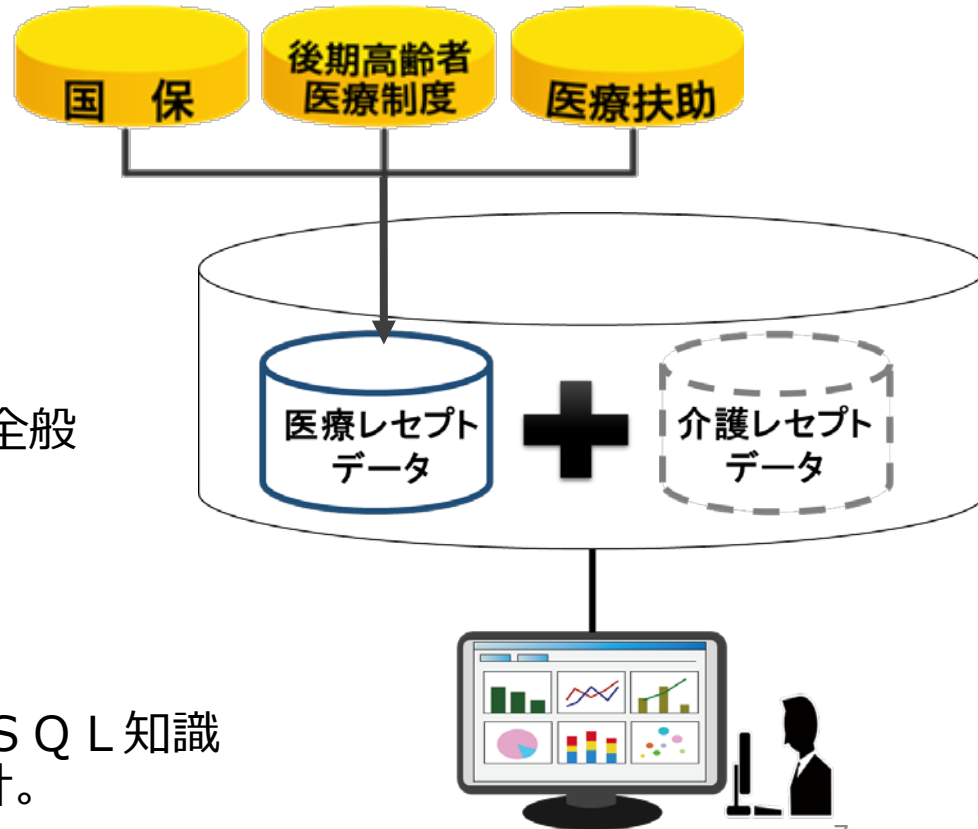 国 保
後期高齢者
医療制度
医療扶助
全般
医療レセプト
データ
介護レセプト
データ
ＳＱＬ知識
計。